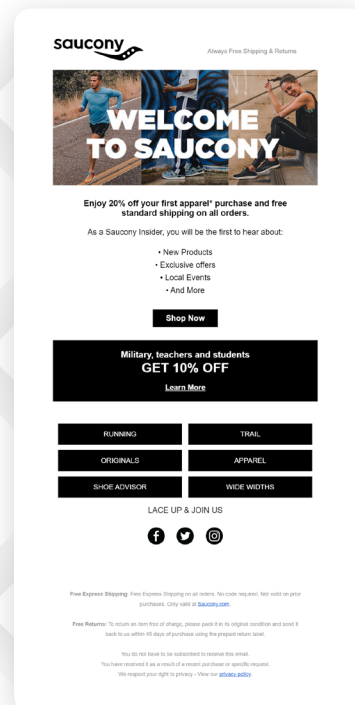 saucony
Always Free Shipping & Returns
WELCOME
TO SAUCONY
Enjoy 20% off your first apparel* purchase and free
standard shipping on all orders.
As a Saucony Insider, you will be the first to hear about:
• New Products
• Exclusive offers
• Local Events
• And More
Shop Now
Military, teachers and students
GET 10% OFF
Learn More
RUNNING
TRAIL
ORIGINALS
APPAREL
SHOE ADVISOR
WIDE WIDTHS
LACE UP & JOIN US
Free Express Shipping: Free Express Shipping on all orders. No code required. Not valid on prior
purchases. Only valid at Saucony.com.
Free Returns: To return an item free of charge, please pack it in its original condition and send it
back to us within 45 days of purchase using the prepaid return label.
You do not have to be subscribed to receive this email.
You have received it as a result of a recent purchase or specific request.
We respect your right to privacy - View our privacy policy.